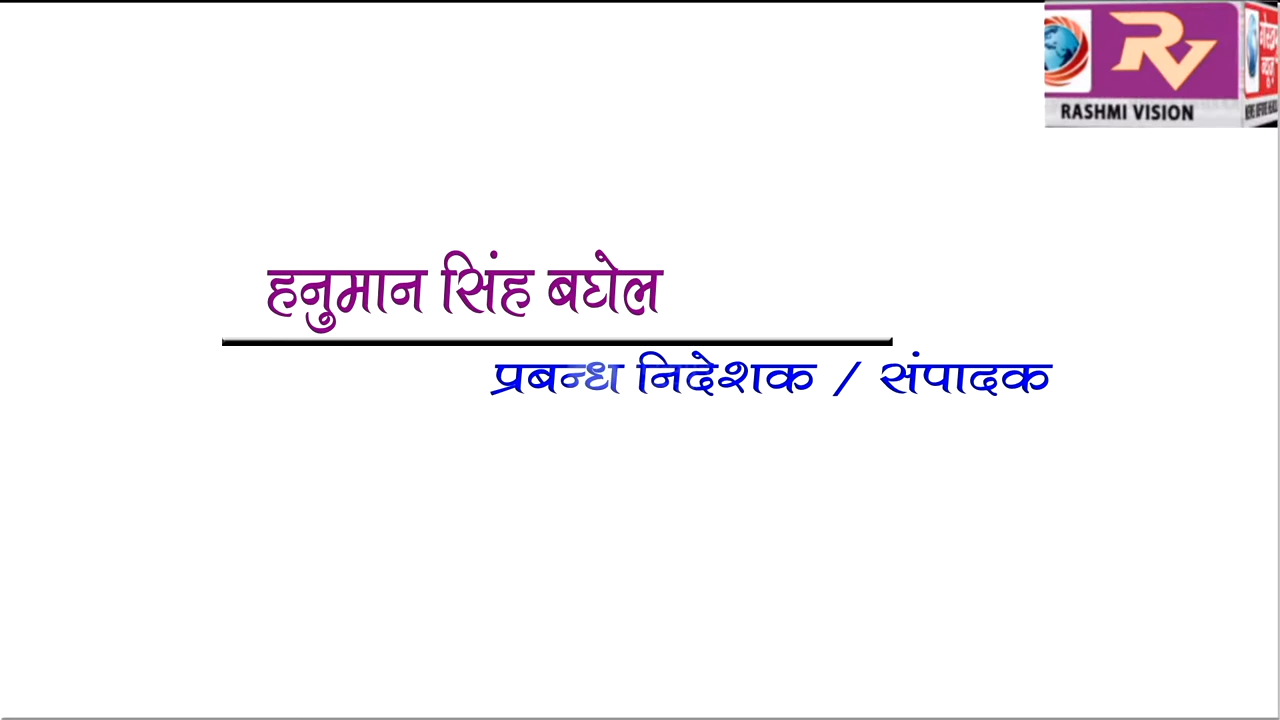 RV
RASHMI VISION
हनुमान सिंह बघेल
प्रबन्ध निदेशक / संपादक